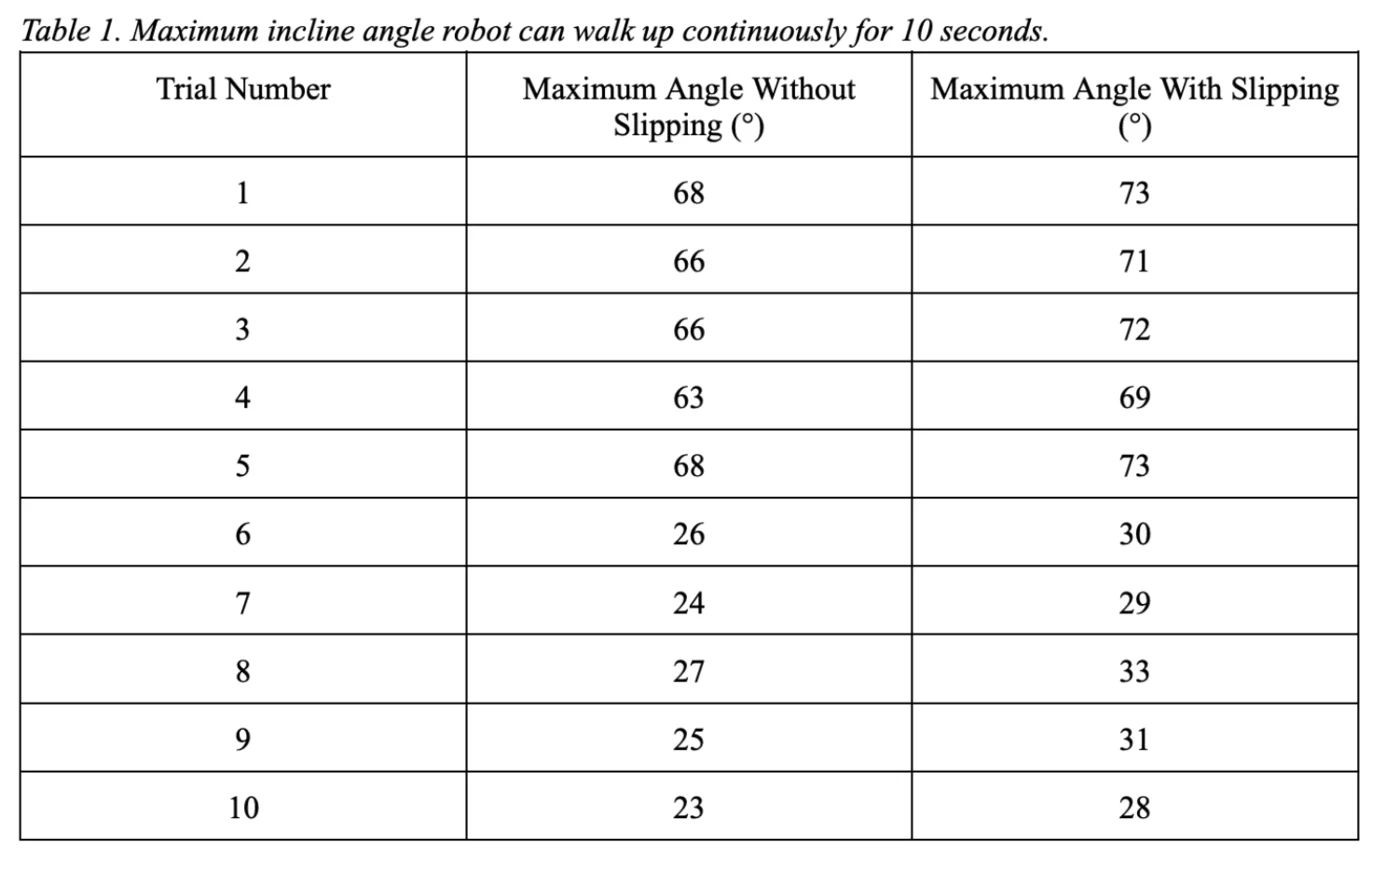 Table 1. Maximum incline angle robot can walk up continuously for 10 seconds.
Trial Number Maximum Angle Without Slipping (°) Maximum Angle With Slipping (°)
1 68 73
2 66 71
3 66 72
4 63 69
5 68 73
6 26 30
7 24 29
8 27 33
9 25 31
10 23 28